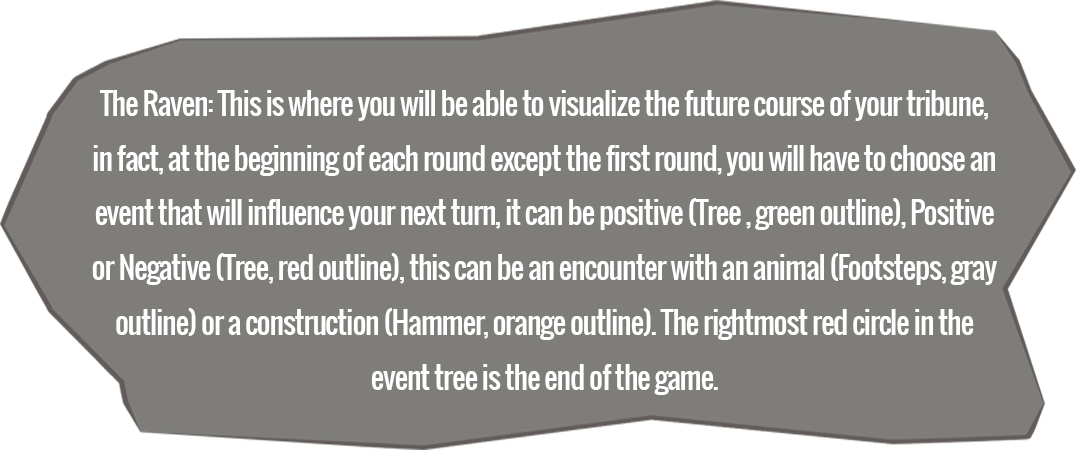 The Raven: This is where you will be able to visualize the future course of your tribune,
in fact, at the beginning of each round except the first round, you will have to choose an
event that will influence your next turn, it can be positive (Tree , green outline), Positive
or Negative (Tree, red outline), this can be an encounter with an animal (Footsteps, gray
outline) or a construction (Hammer, orange outline). The rightmost red circle in the
event tree is the end of the game.